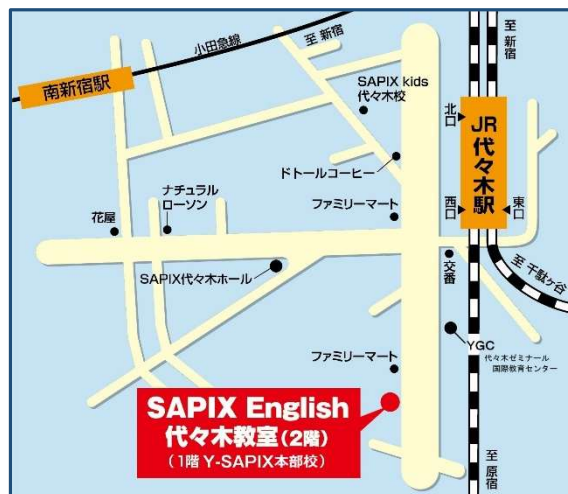 小田急線
至 新宿
至 新宿
南新宿駅
SAPIX kids
代々木校
北口
JR代々木駅
ドトールコーヒー
ナチュラル
ローソン
花屋
ファミリーマート
西口
東口
SAPIX代々木ホール
交番
至 千駄ヶ谷
YGC
代々木ゼミナール
国際教育センター
ファミリーマート
SAPIX English
代々木教室(2階)
(1階 Y-SAPIX本部校)
至 原宿